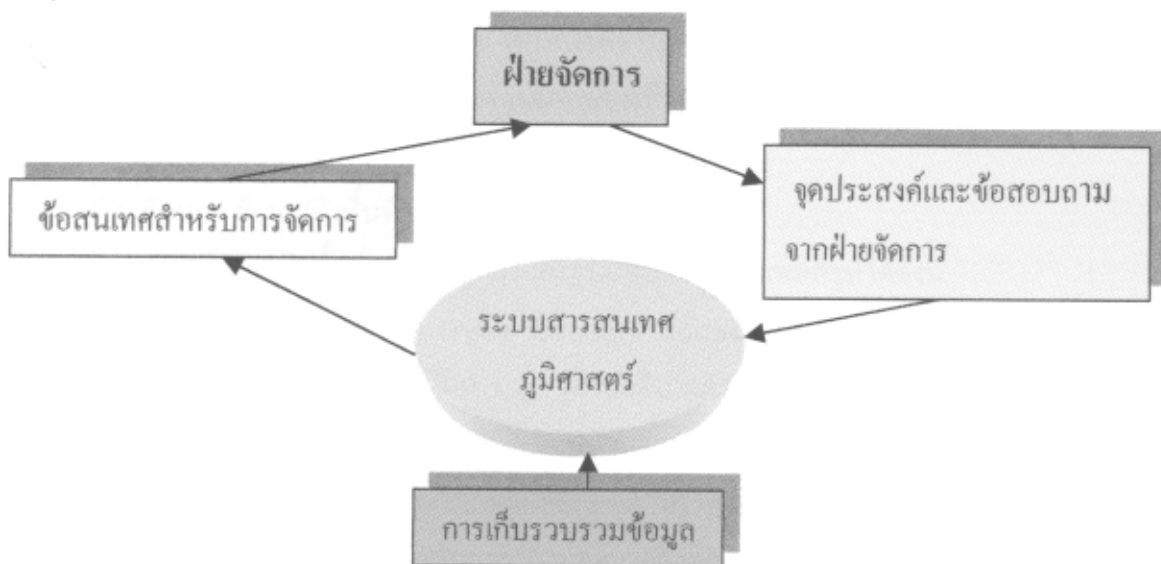 ฝ่ายจัดการ
ข้อสนเทศสำหรับการจัดการ
จุดประสงค์และข้อสอบถาม
จากฝ่ายจัดการ
ระบบสารสนเทศ
ภูมิศาสตร์
การเก็บรวบรวมข้อมูล